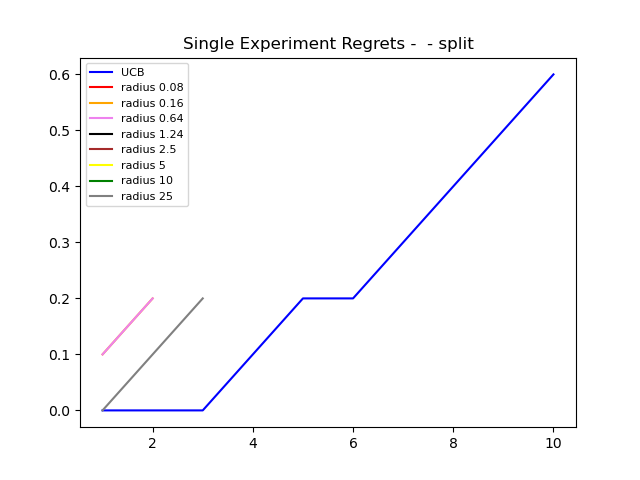 Single Experiment Regrets -  - split
UCB
radius 0.08
radius 0.16
radius 0.64
radius 1.24
radius 2.5
radius 5
radius 10
radius 25
0.6
0.5
0.4
0.3
0.2
0.1
0.0
2
4
6
8
10